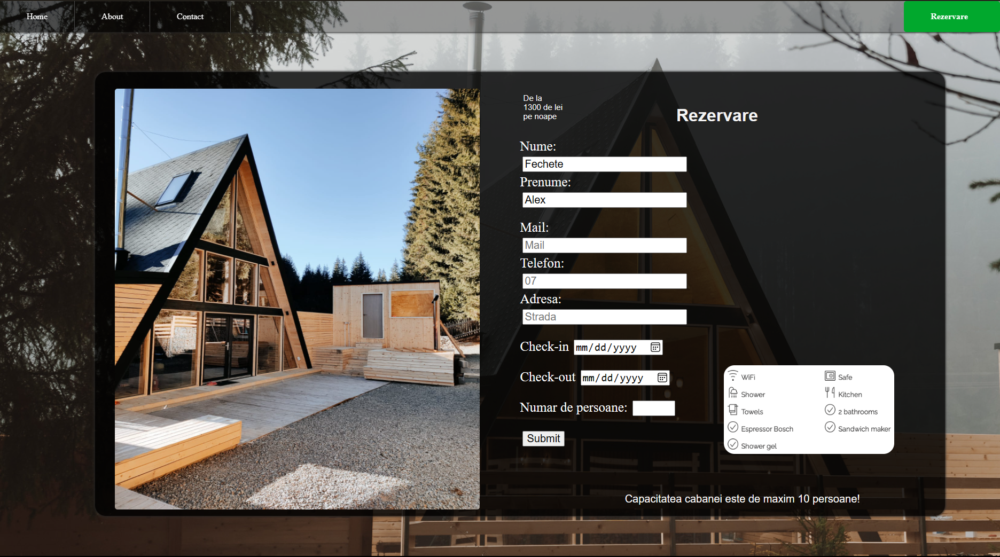 Home
About
Contact
Rezervare
De la
1300 de lei
pe noape
Rezervare
Nume:
Fechete
Prenume:
Alex
Mail:
Mail
Telefon:
07
Adresa:
Strada
Check-in mm/dd/yyyy
Check-out mm/dd/yyyy
Numar de persoane:
Submit
WiFi
Safe
Shower
Kitchen
Towels
2 bathrooms
Espressor Bosch
Sandwich maker
Shower gel
Capacitatea cabanei este de maxim 10 persoane!